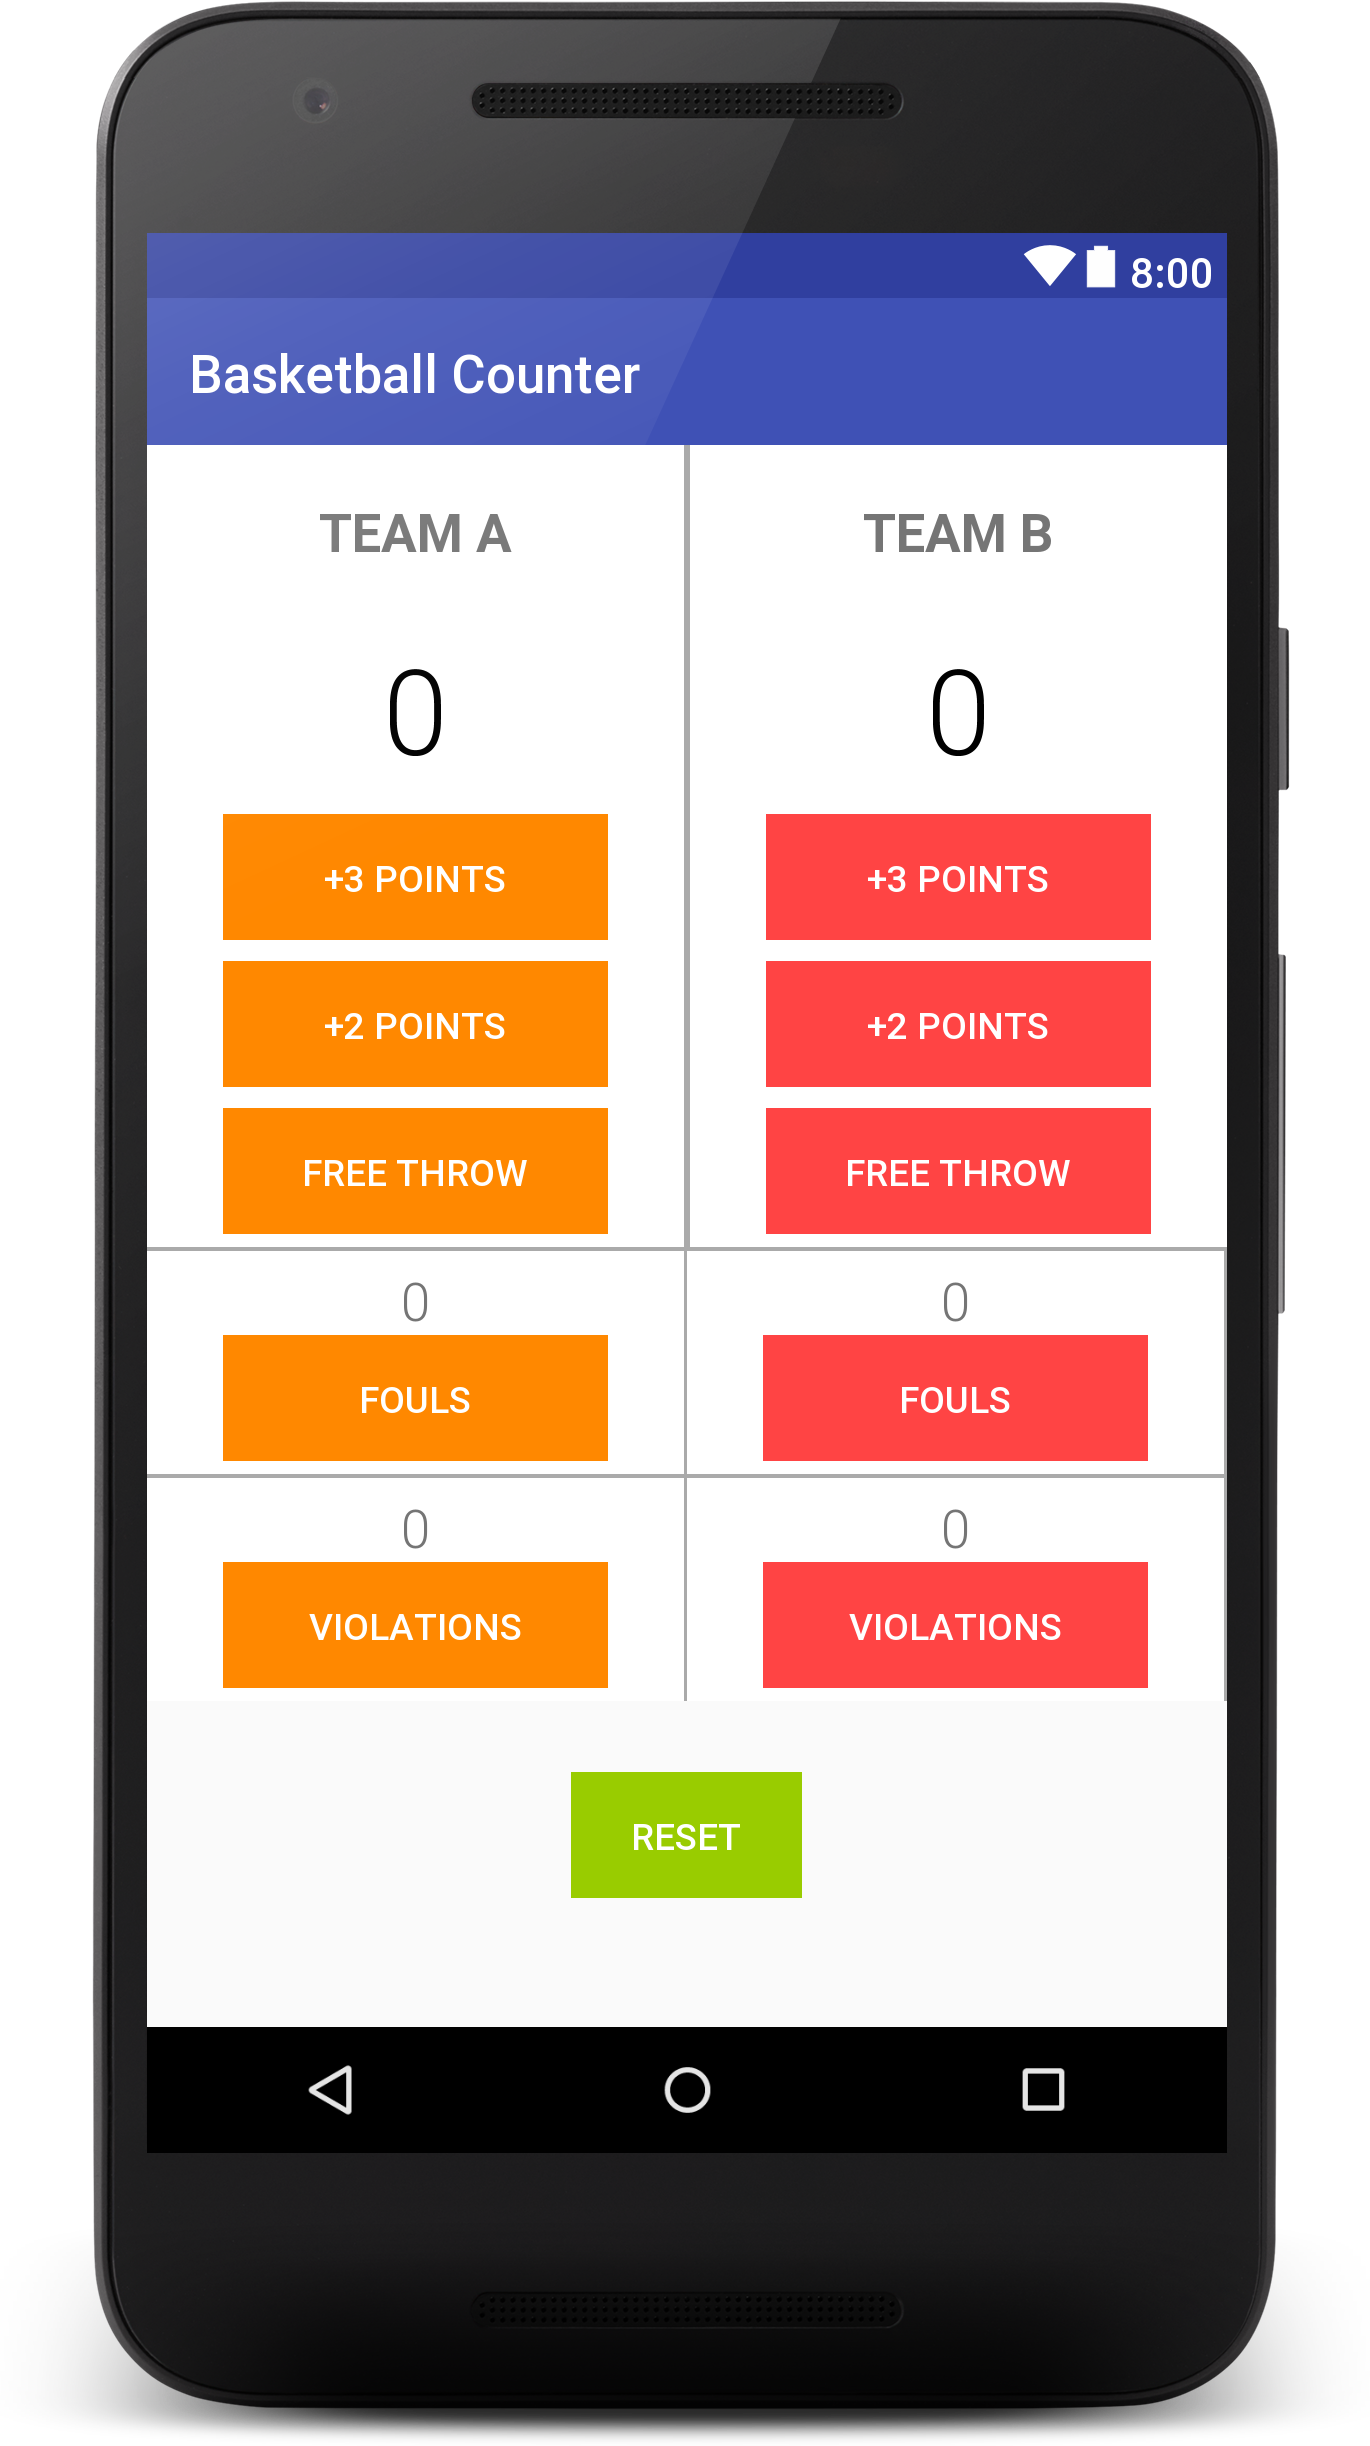 8:00
Basketball Counter
TEAM A
TEAM B
0
0
+3 POINTS
+3 POINTS
+2 POINTS
+2 POINTS
FREE THROW
FREE THROW
0
0
FOULS
FOULS
0
0
VIOLATIONS
VIOLATIONS
RESET